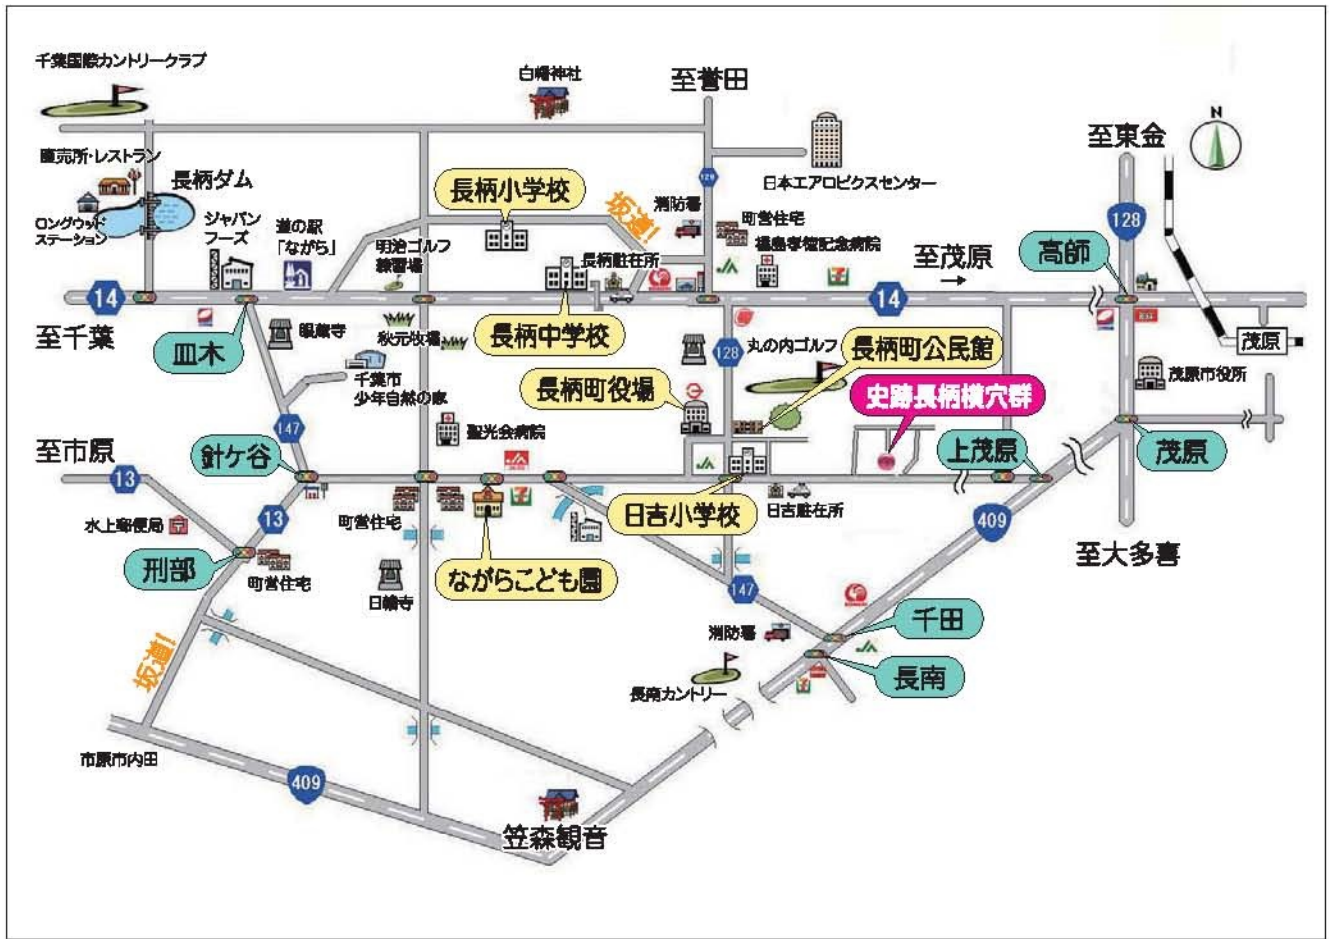 千葉国際カントリークラブ
白幡神社
至誉田
N
至東金
直売所・レストラン
長柄ダム
ロングウッド
ステーション
ジャパン
フーズ
道の駅
「ながら」
明治ゴルフ
練習場
長柄小学校
坂道!
消防署
町営住宅
日本エアロビクスセンター
長柄駐在所
至茂原
→
高師
128
14
至千葉
皿木
眼蔵寺
秋元牧場
長柄中学校
14
128
丸の内ゴルフ
長柄町公民館
茂原
千葉市
少年自然の家
長柄町役場
史跡長柄横穴群
茂原市役所
147
聖光会病院
至市原
13
針ケ谷
上茂原
茂原
水上郵便局
13
町営住宅
日吉小学校
日吉駐在所
409
至大多喜
刑部
町営住宅
日輪寺
ながらこども園
147
坂道!
消防署
千田
長南
長南カントリー
市原市内田
409
笠森観音